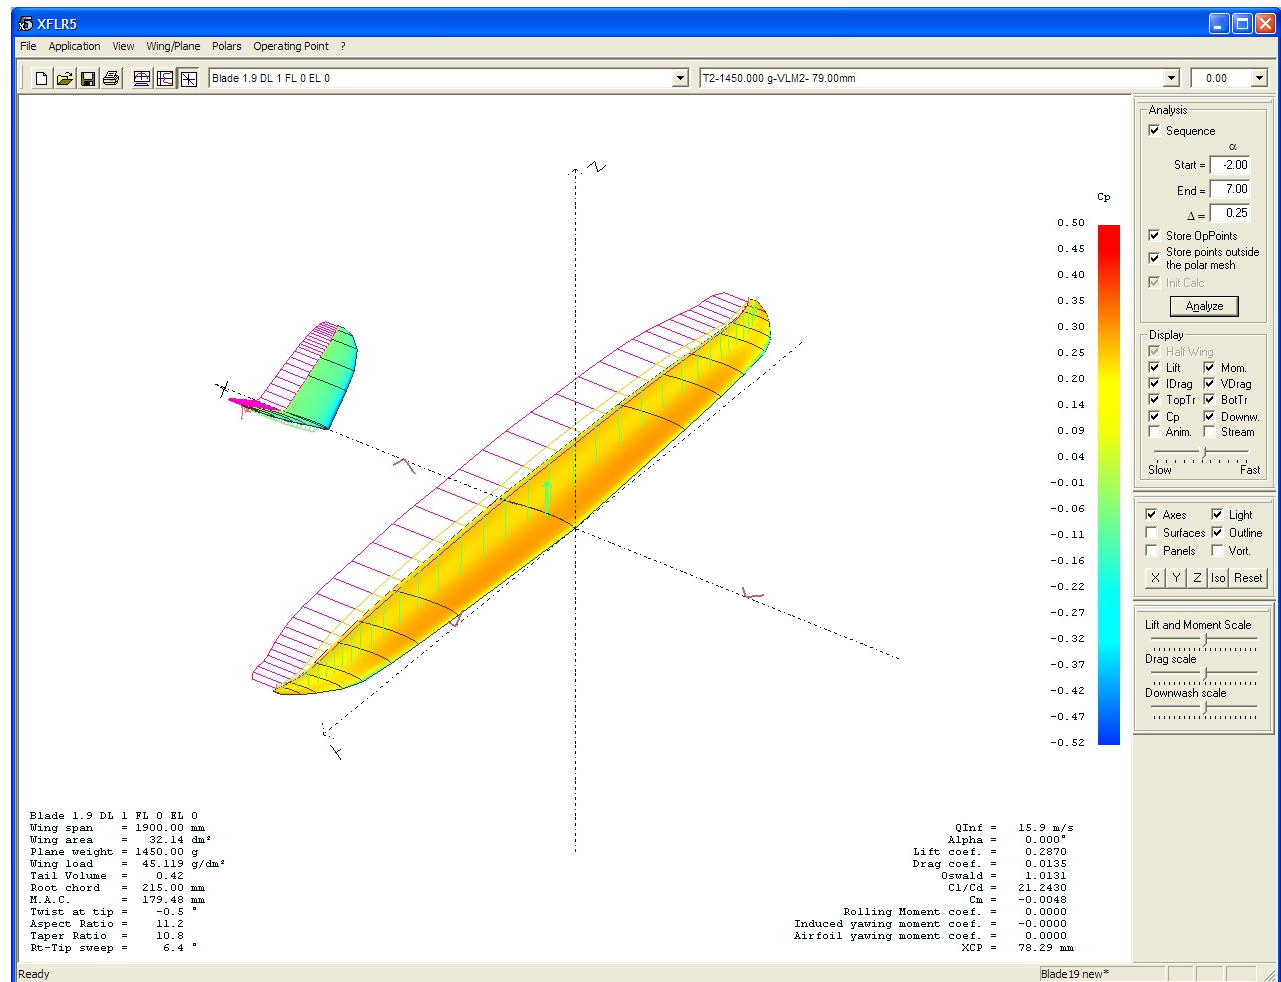 XFLR5
File Application View Wing/Plane Polars Operating Point ?
Blade 1.9 DL 1 FL 0 EL 0 T2-1450.000 g-VLM2- 79.00mm 0.00
Analysis
Sequence
α
Start = -2.00
End = 7.00
Δ = 0.25
Store OpPoints
Store points outside
the polar mesh
Init Calc
Analyze
Display
Half Wing
Lift Mom.
IDrag VDrag
TopTr BotTr
Cp Downw.
Anim. Stream
Slow Fast
Axes Light
Surfaces Outline
Panels Vort.
X Y Z Iso Reset
Lift and Moment Scale
Drag scale
Downwash scale
Z
X
Y
Cp
0.50
0.45
0.40
0.35
0.30
0.25
0.20
0.14
0.09
0.04
-0.01
-0.06
-0.11
-0.16
-0.22
-0.27
-0.32
-0.37
-0.42
-0.47
-0.52
Blade 1.9 DL 1 FL 0 EL 0
Wing span = 1900.00 mm
Wing area = 32.14 dm²
Plane weight = 1450.00 g
Wing load = 45.119 g/dm²
Tail Volume = 0.42
Root chord = 215.00 mm
M.A.C. = 179.48 mm
Twist at tip = -0.5 °
Aspect Ratio = 11.2
Taper Ratio = 10.8
Rt-Tip sweep = 6.4 °
QInf = 15.9 m/s
Alpha = 0.000°
Lift coef. = 0.2870
Drag coef. = 0.0135
Oswald = 1.0131
Cl/Cd = 21.2430
Cm = -0.0048
Rolling Moment coef. = 0.0000
Induced yawing moment coef. = -0.0000
Airfoil yawing moment coef. = 0.0000
XCP = 78.29 mm
Ready Blade19 new*